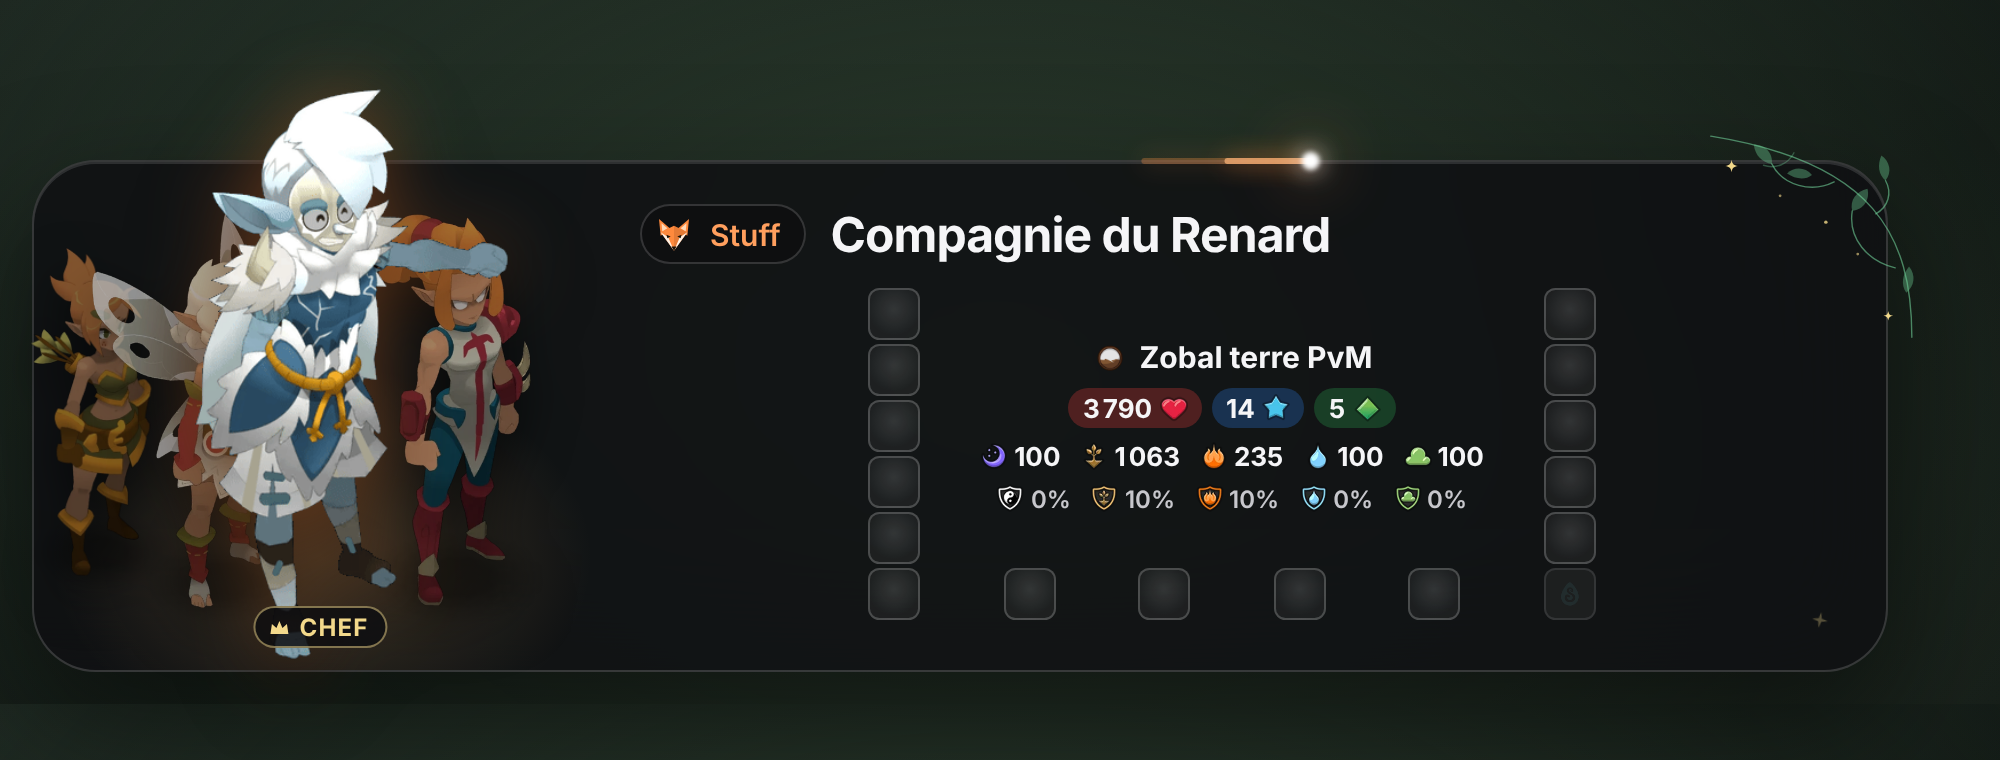 Stuff Compagnie du Renard
Zobal terre PvM
3790 14 5
100 1063 235 100 100
0% 10% 10% 0% 0%
CHEF